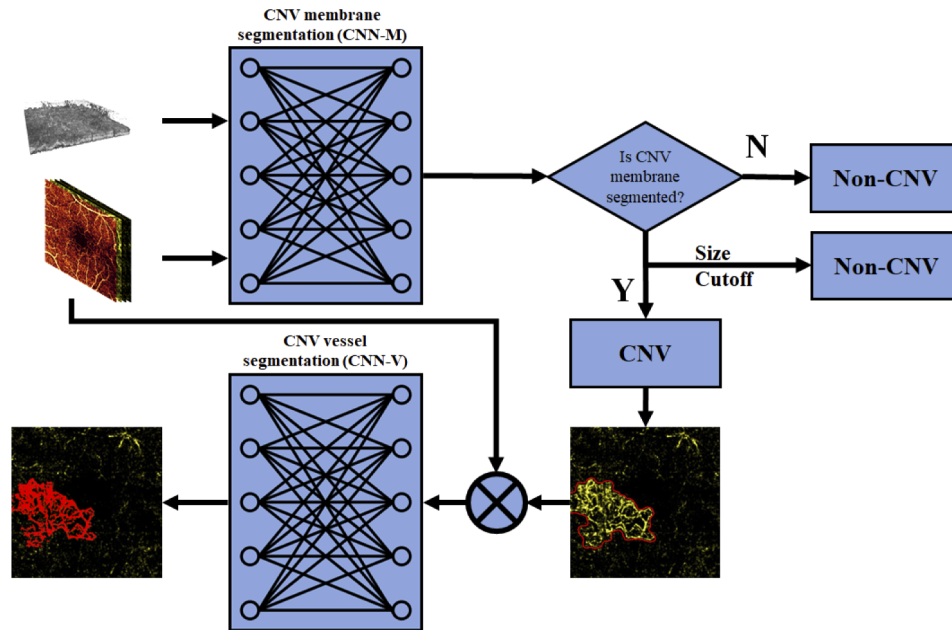 CNV membrane
segmentation (CNN-M)
Is CNV
membrane
segmented?
N
Non-CNV
Size
Cutoff
Non-CNV
Y
CNV
CNV vessel
segmentation (CNN-V)